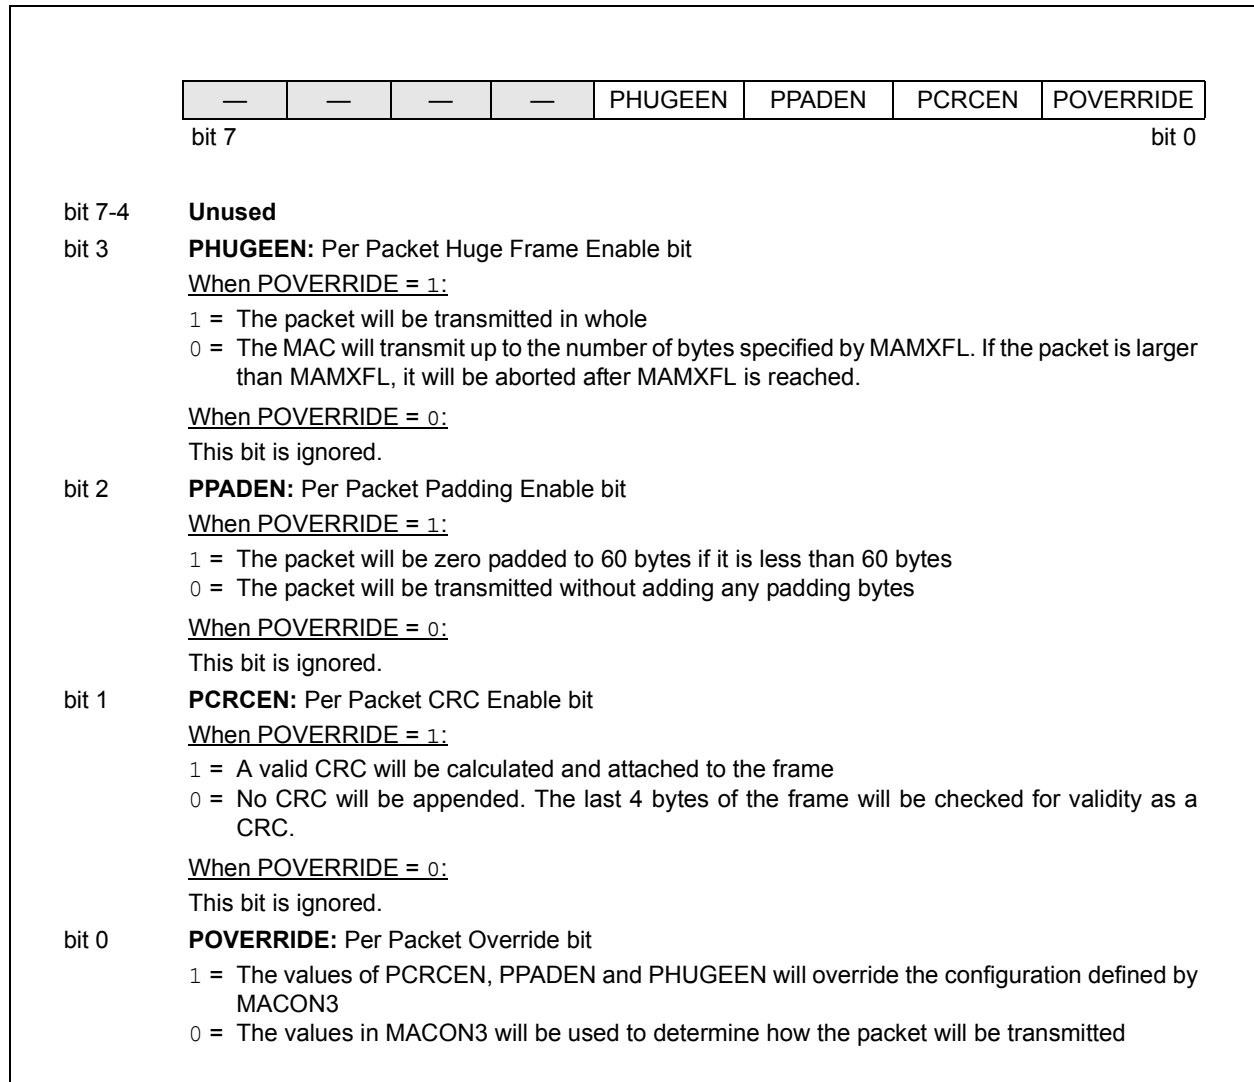 — — — — PHUGEEN PPADEN PCRCEN POVERRIDE
bit 7 bit 0
bit 7-4 Unused
bit 3 PHUGEEN: Per Packet Huge Frame Enable bit
When POVERRIDE = 1:
1 = The packet will be transmitted in whole
0 = The MAC will transmit up to the number of bytes specified by MAMXFL. If the packet is larger
than MAMXFL, it will be aborted after MAMXFL is reached.
When POVERRIDE = 0:
This bit is ignored.
bit 2 PPADEN: Per Packet Padding Enable bit
When POVERRIDE = 1:
1 = The packet will be zero padded to 60 bytes if it is less than 60 bytes
0 = The packet will be transmitted without adding any padding bytes
When POVERRIDE = 0:
This bit is ignored.
bit 1 PCRCEN: Per Packet CRC Enable bit
When POVERRIDE = 1:
1 = A valid CRC will be calculated and attached to the frame
0 = No CRC will be appended. The last 4 bytes of the frame will be checked for validity as a
CRC.
When POVERRIDE = 0:
This bit is ignored.
bit 0 POVERRIDE: Per Packet Override bit
1 = The values of PCRCEN, PPADEN and PHUGEEN will override the configuration defined by
MACON3
0 = The values in MACON3 will be used to determine how the packet will be transmitted